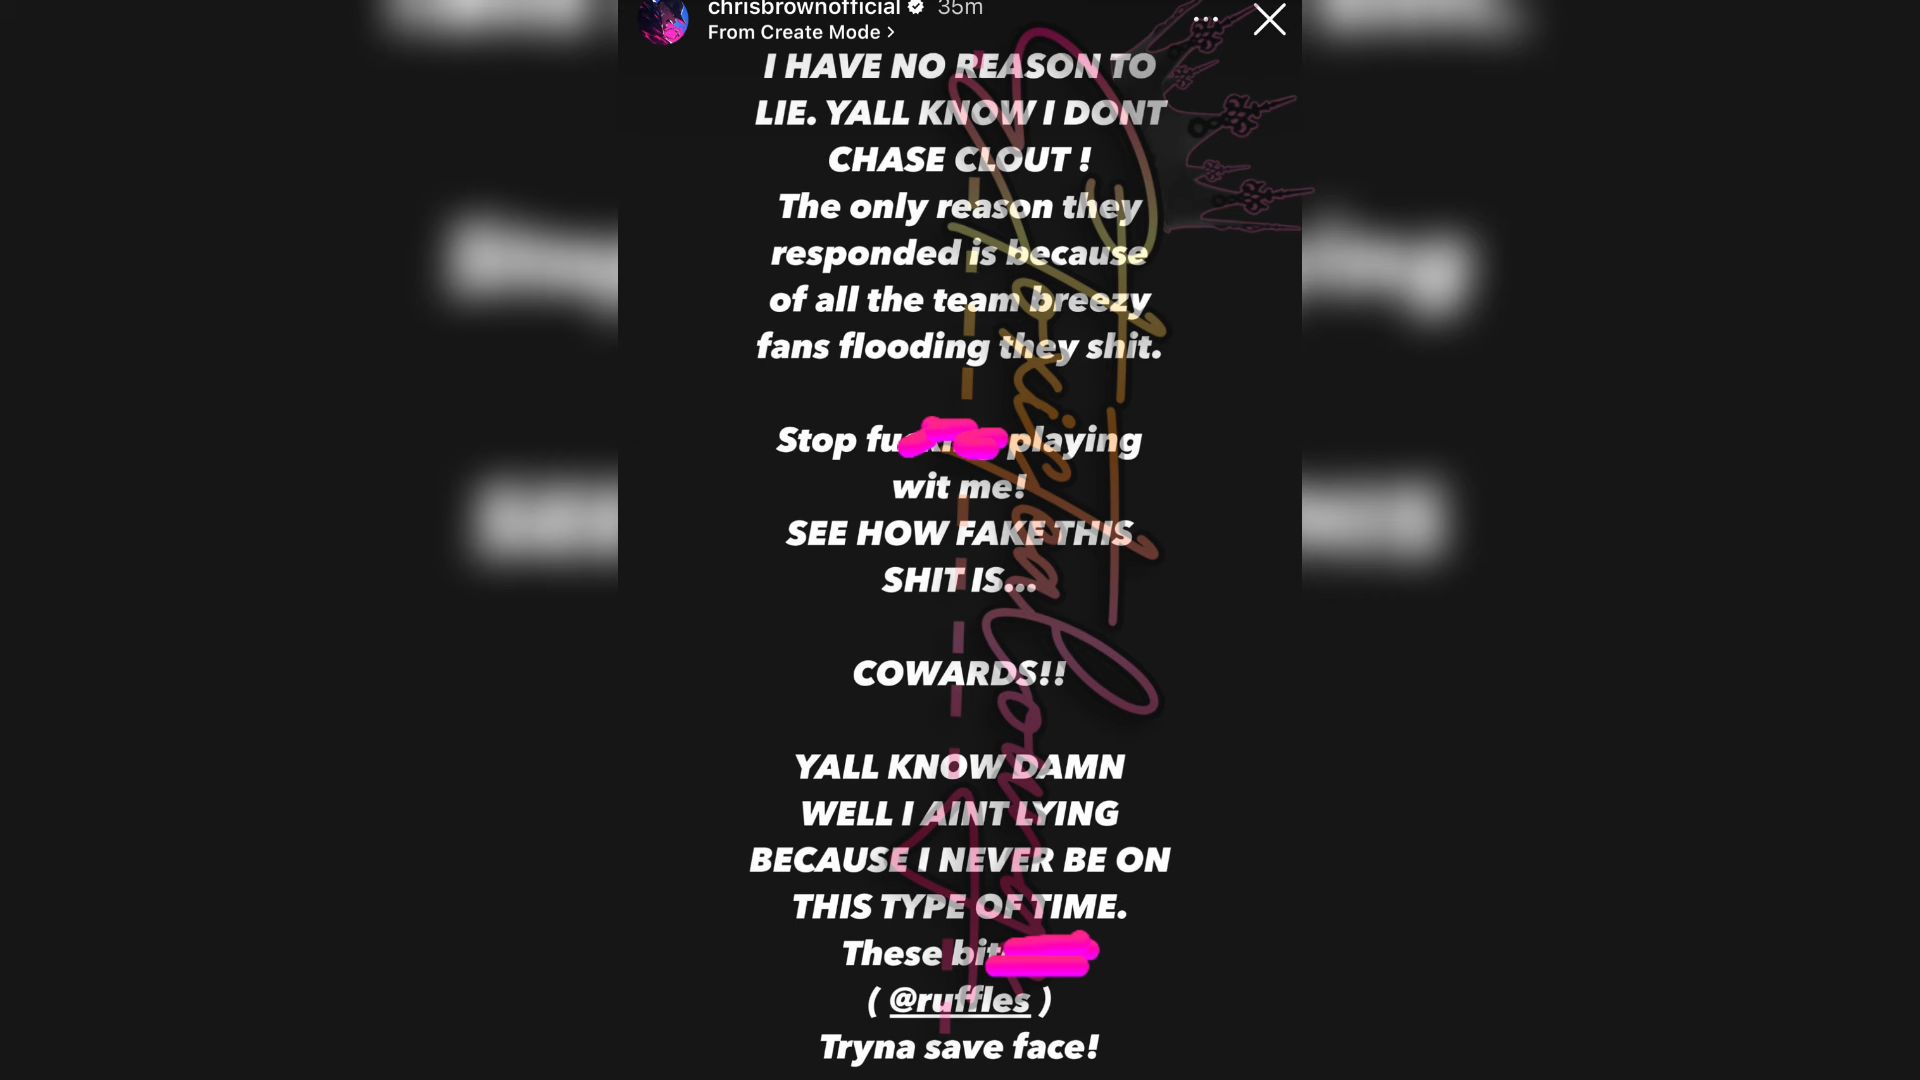 chrisbrownofficial 35m
From Create Mode >
I HAVE NO REASON TO
LIE. YALL KNOW I DONT
CHASE CLOUT !
The only reason they
responded is because
of all the team breezy
fans flooding they shit.
Stop fu playing
wit me!
SEE HOW FAKE THIS
SHIT IS...
COWARDS!!
YALL KNOW DAMN
WELL I AINT LYING
BECAUSE I NEVER BE ON
THIS TYPE OF TIME.
These bit
( @ruffles )
Tryna save face!